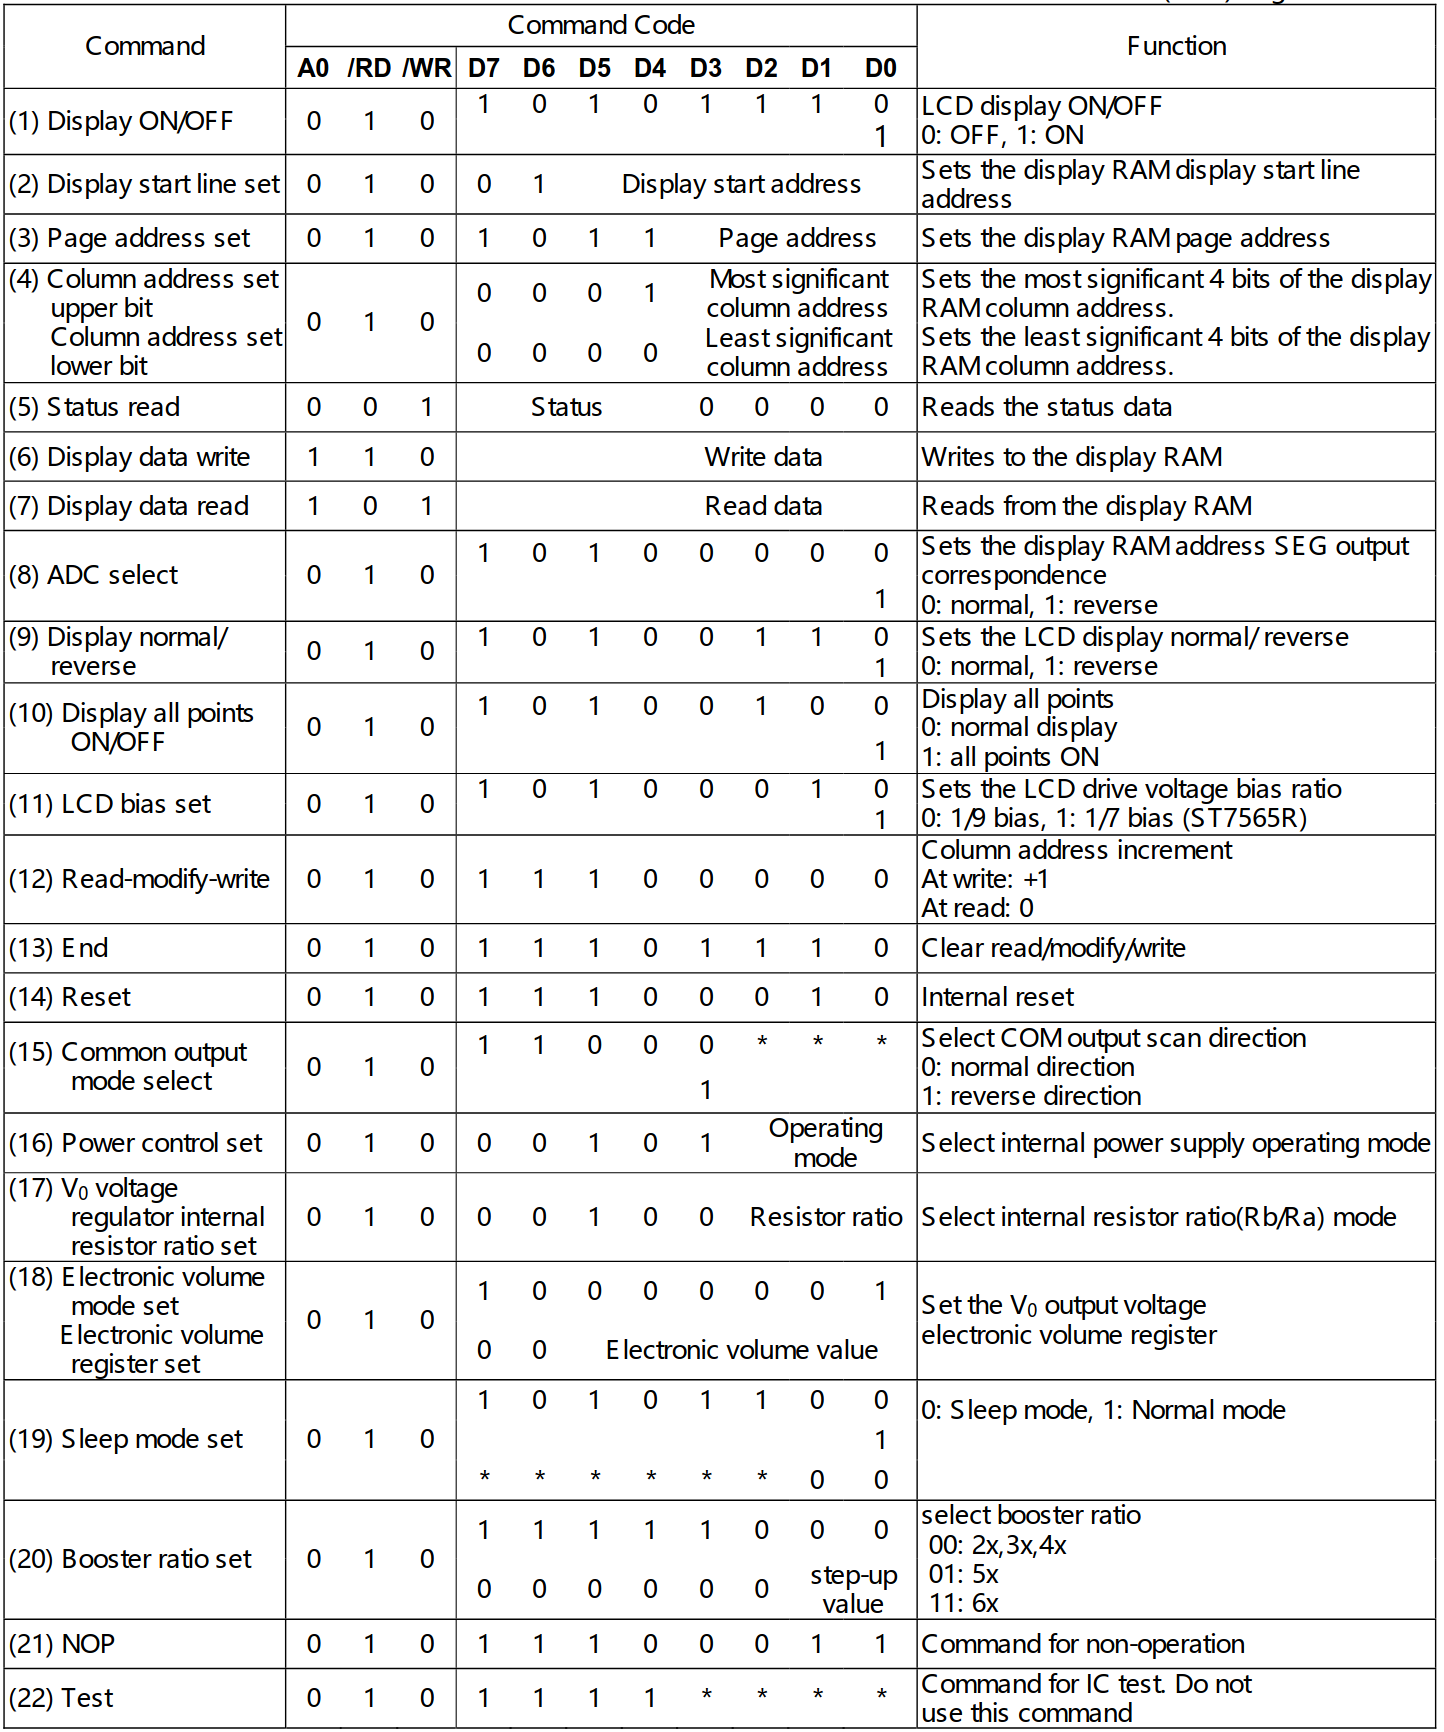 Command Code
Command Function
A0 /RD /WR D7 D6 D5 D4 D3 D2 D1 D0
(1) Display ON/OFF 0 1 0 1 0 1 0 1 1 1 0 LCD display ON/OFF
1 0: OFF, 1: ON
(2) Display start line set 0 1 0 0 1 Display start address Sets the display RAM display start line
address
(3) Page address set 0 1 0 1 0 1 1 Page address Sets the display RAM page address
(4) Column address set Most significant Sets the most significant 4 bits of the display
upper bit 0 0 0 1 column address RAM column address.
0 1 0
Column address set Least significant Sets the least significant 4 bits of the display
lower bit 0 0 0 0 column address RAM column address.
(5) Status read 0 0 1 Status 0 0 0 0 Reads the status data
(6) Display data write 1 1 0 Write data Writes to the display RAM
(7) Display data read 1 0 1 Read data Reads from the display RAM
1 0 1 0 0 0 0 0 Sets the display RAM address SEG output
(8) ADC select 0 1 0 correspondence
1 0: normal, 1: reverse
(9) Display normal/ 0 1 0 1 0 1 0 0 1 1 0 Sets the LCD display normal/ reverse
reverse 1 0: normal, 1: reverse
(10) Display all points 1 0 1 0 0 1 0 0 Display all points
0 1 0 0: normal display
ON/OFF 1 1: all points ON
(11) LCD bias set 0 1 0 1 0 1 0 0 0 1 0 Sets the LCD drive voltage bias ratio
1 0: 1/9 bias, 1: 1/7 bias (ST7565R)
Column address increment
(12) Read-modify-write 0 1 0 1 1 1 0 0 0 0 0 At write: +1
At read: 0
(13) End 0 1 0 1 1 1 0 1 1 1 0 Clear read/modify/write
(14) Reset 0 1 0 1 1 1 0 0 0 1 0 Internal reset
(15) Common output 1 1 0 0 0 * * * Select COM output scan direction
0 1 0 0: normal direction
mode select 1 1: reverse direction
(16) Power control set 0 1 0 0 0 1 0 1 Operating
mode Select internal power supply operating mode
(17) V₀ voltage
regulator internal 0 1 0 0 0 1 0 0 Resistor ratio Select internal resistor ratio(Rb/Ra) mode
resistor ratio set
(18) Electronic volume 1 0 0 0 0 0 0 1
mode set 0 1 0 Set the V₀ output voltage
Electronic volume electronic volume register
register set 0 0 Electronic volume value
1 0 1 0 1 1 0 0 0: Sleep mode, 1: Normal mode
(19) Sleep mode set 0 1 0 1
* * * * * * 0 0
1 1 1 1 1 0 0 0 select booster ratio
00: 2x,3x,4x
(20) Booster ratio set 0 1 0
0 0 0 0 0 0 step-up 01: 5x
value 11: 6x
(21) NOP 0 1 0 1 1 1 0 0 0 1 1 Command for non-operation
(22) Test 0 1 0 1 1 1 1 * * * * Command for IC test. Do not
use this command